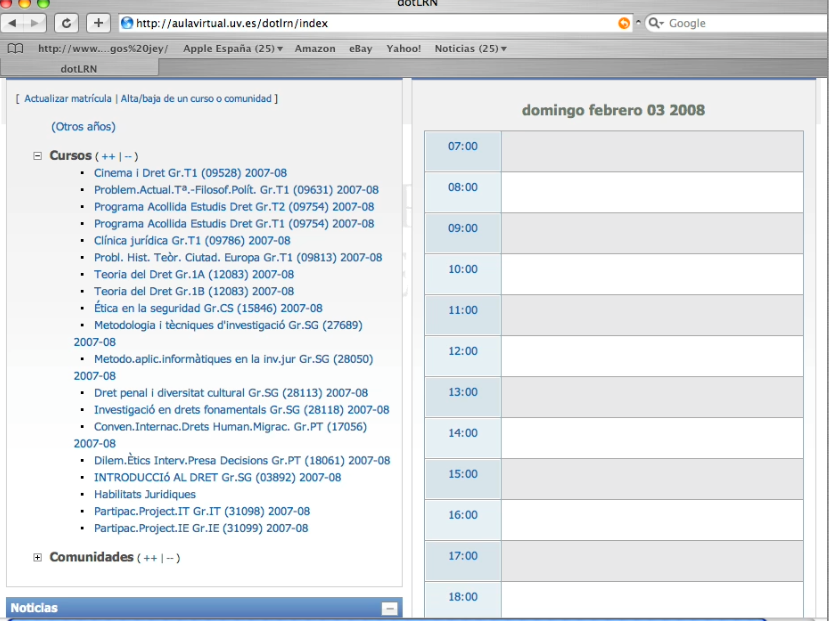 dotLRN
http://aulavirtual.uv.es/dotlrn/index
Google
http://www....gos%20jey/ Apple España (25) Amazon eBay Yahoo! Noticias (25)
dotLRN
[ Actualizar matrícula | Alta/baja de un curso o comunidad ]
(Otros años)
Cursos ( ++ | -- )
Cinema i Dret Gr.T1 (09528) 2007-08
Problem.Actual.Tª.-Filosof.Polít. Gr.T1 (09631) 2007-08
Programa Acollida Estudis Dret Gr.T2 (09754) 2007-08
Programa Acollida Estudis Dret Gr.T1 (09754) 2007-08
Clínica jurídica Gr.T1 (09786) 2007-08
Probl. Hist. Teòr. Ciutad. Europa Gr.T1 (09813) 2007-08
Teoria del Dret Gr.1A (12083) 2007-08
Teoria del Dret Gr.1B (12083) 2007-08
Ética en la seguridad Gr.CS (15846) 2007-08
Metodologia i tècniques d'investigació Gr.SG (27689)
2007-08
Metodo.aplic.informàtiques en la inv.jur Gr.SG (28050)
2007-08
Dret penal i diversitat cultural Gr.SG (28113) 2007-08
Investigació en drets fonamentals Gr.SG (28118) 2007-08
Conven.Internac.Drets Human.Migrac. Gr.PT (17056)
2007-08
Dilem.Ètics Interv.Presa Decisions Gr.PT (18061) 2007-08
INTRODUCCIó AL DRET Gr.SG (03892) 2007-08
Habilitats Juridiques
Partipac.Project.IT Gr.IT (31098) 2007-08
Partipac.Project.IE Gr.IE (31099) 2007-08
Comunidades ( ++ | -- )
Noticias
domingo febrero 03 2008
07:00
08:00
09:00
10:00
11:00
12:00
13:00
14:00
15:00
16:00
17:00
18:00